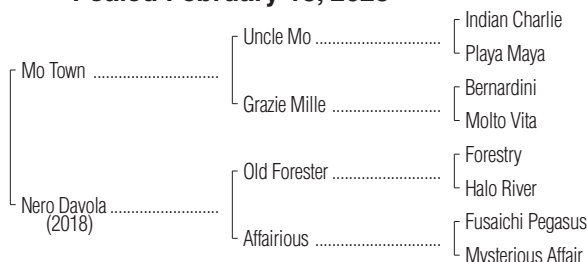 Foaled February
Indian Charlie
Uncle Mo
Playa Maya
Mo Town
Bernardini
Grazie Mille
Molto Vita
Forestry
Old Forester
Halo River
Nero Davola
(2018)
Fusaichi Pegasus
Affairious
Mysterious Affair